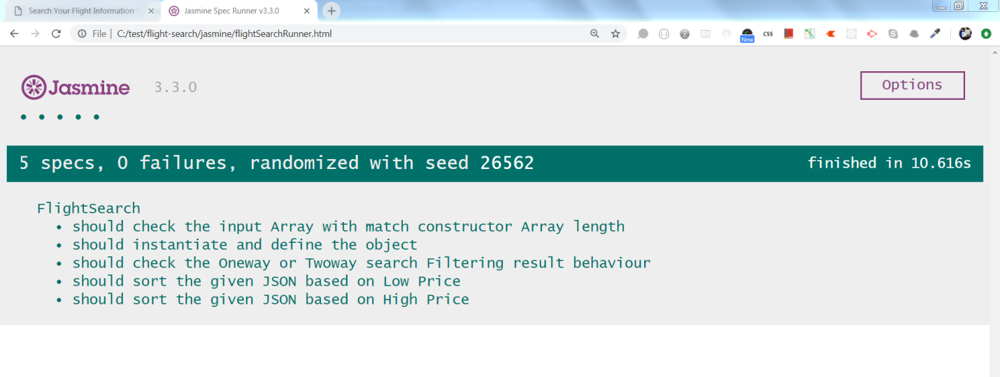 Search Your Flight Information
Jasmine Spec Runner v3.3.0
File | C:/test/flight-search/jasmine/flightSearchRunner.html
New
CSS
Jasmine 3.3.0
Options
5 specs, 0 failures, randomized with seed 26562
finished in 10.616s
FlightSearch
• should check the input Array with match constructor Array length
• should instantiate and define the object
• should check the Oneway or Twoway search Filtering result behaviour
• should sort the given JSON based on Low Price
• should sort the given JSON based on High Price